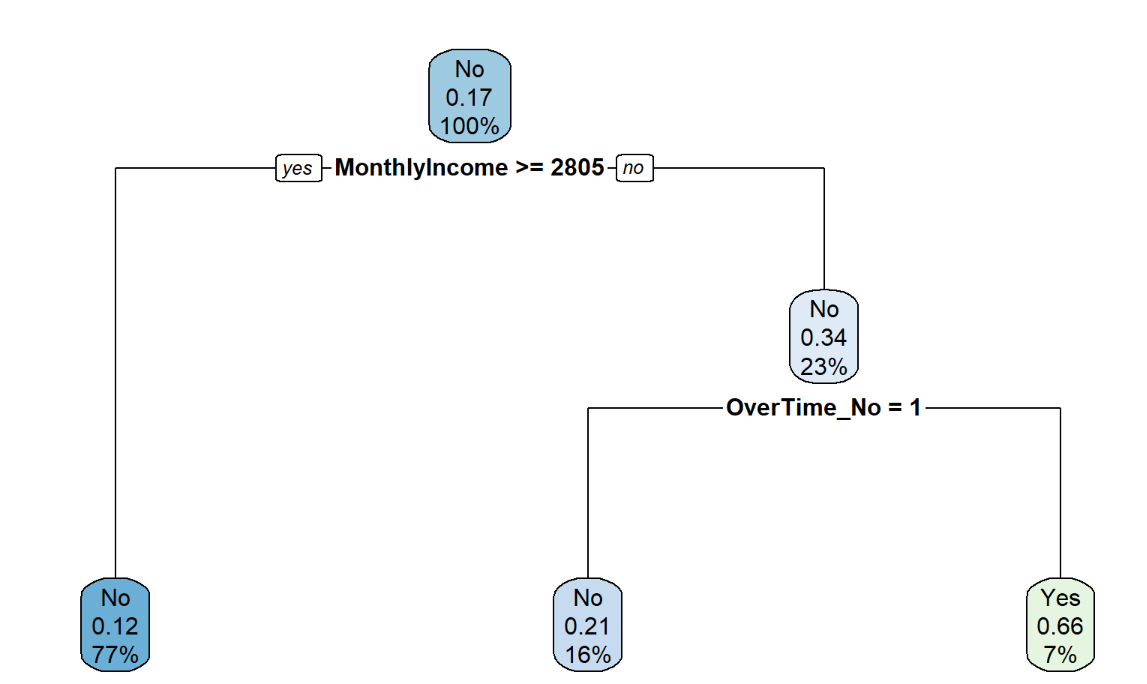 No
0.17
100%
yes
MonthlyIncome >= 2805
no
No
0.34
23%
OverTime_No = 1
No
0.12
77%
No
0.21
16%
Yes
0.66
7%